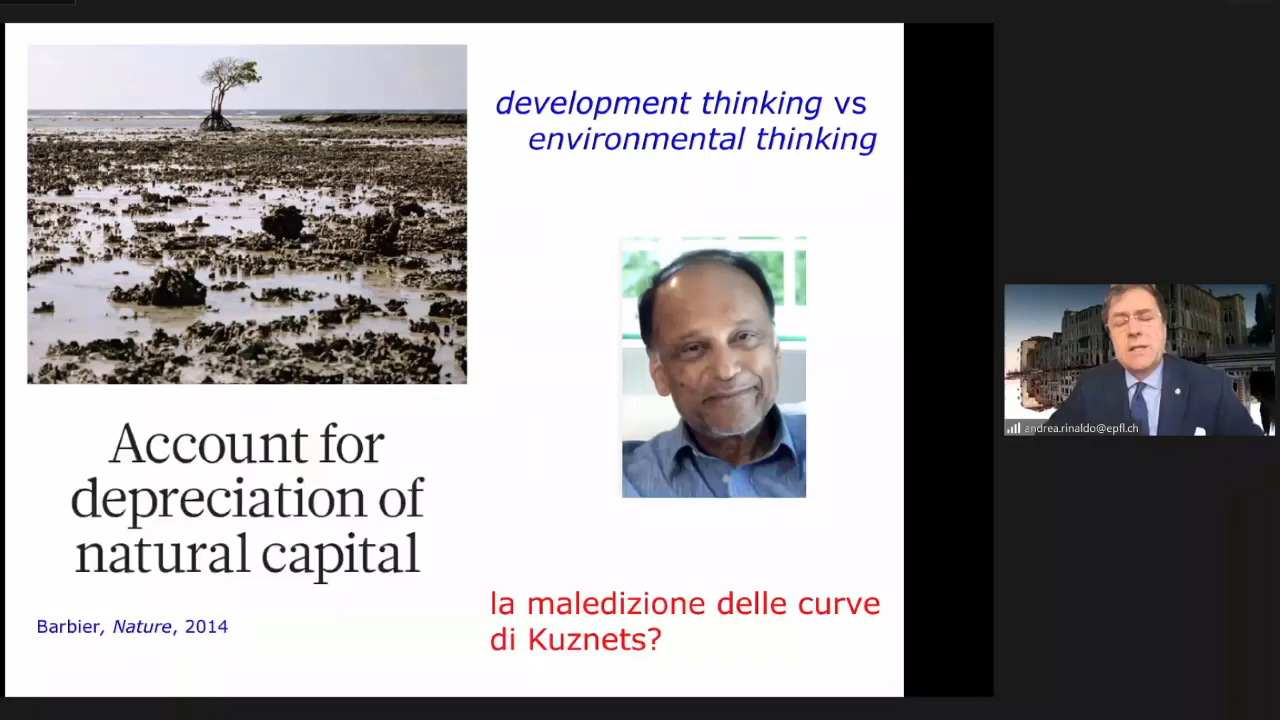 development thinking vs
environmental thinking
Account for
depreciation of
natural capital
Barbier, Nature, 2014
la maledizione delle curve
di Kuznets?
andrea.rinaldo@epfl.ch